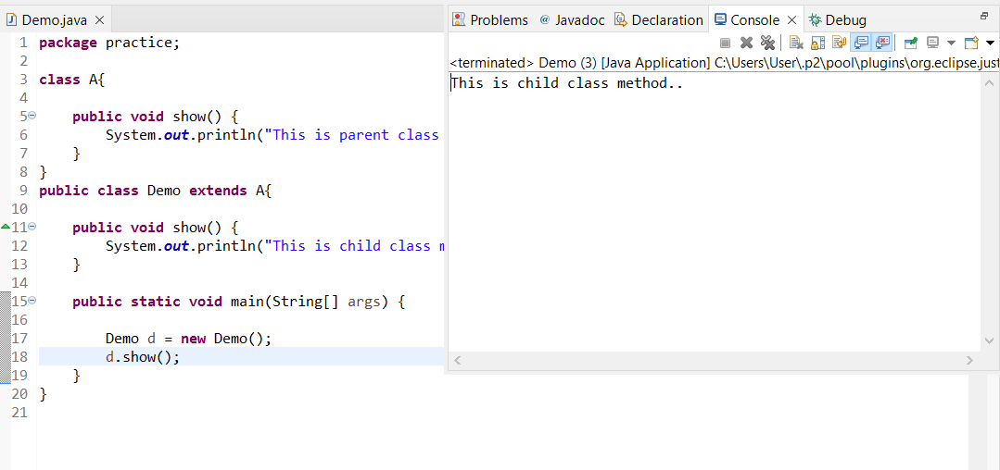 Demo.java
1 package practice;
2
3 class A{
4
5 public void show() {
6 System.out.println("This is parent class
7 }
8 }
9 public class Demo extends A{
10
11 public void show() {
12 System.out.println("This is child class
13 }
14
15 public static void main(String[] args) {
16
17 Demo d = new Demo();
18 d.show();
19 }
20 }
21
Problems @ Javadoc Declaration Console Debug
<terminated> Demo (3) [Java Application] C:\Users\User\.p2\pool\plugins\org.eclipse.just
This is child class method..